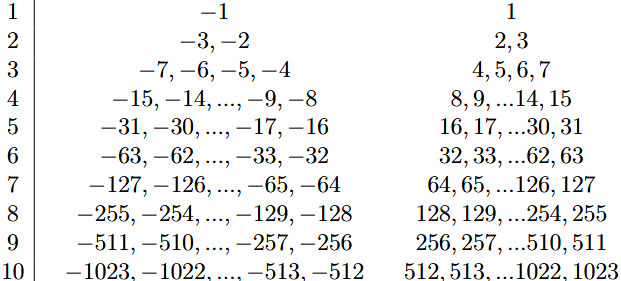 1 −1 1
2 −3, −2 2, 3
3 −7, −6, −5, −4 4, 5, 6, 7
4 −15, −14, ..., −9, −8 8, 9, ...14, 15
5 −31, −30, ..., −17, −16 16, 17, ...30, 31
6 −63, −62, ..., −33, −32 32, 33, ...62, 63
7 −127, −126, ..., −65, −64 64, 65, ...126, 127
8 −255, −254, ..., −129, −128 128, 129, ...254, 255
9 −511, −510, ..., −257, −256 256, 257, ...510, 511
10 −1023, −1022, ..., −513, −512 512, 513, ...1022, 1023